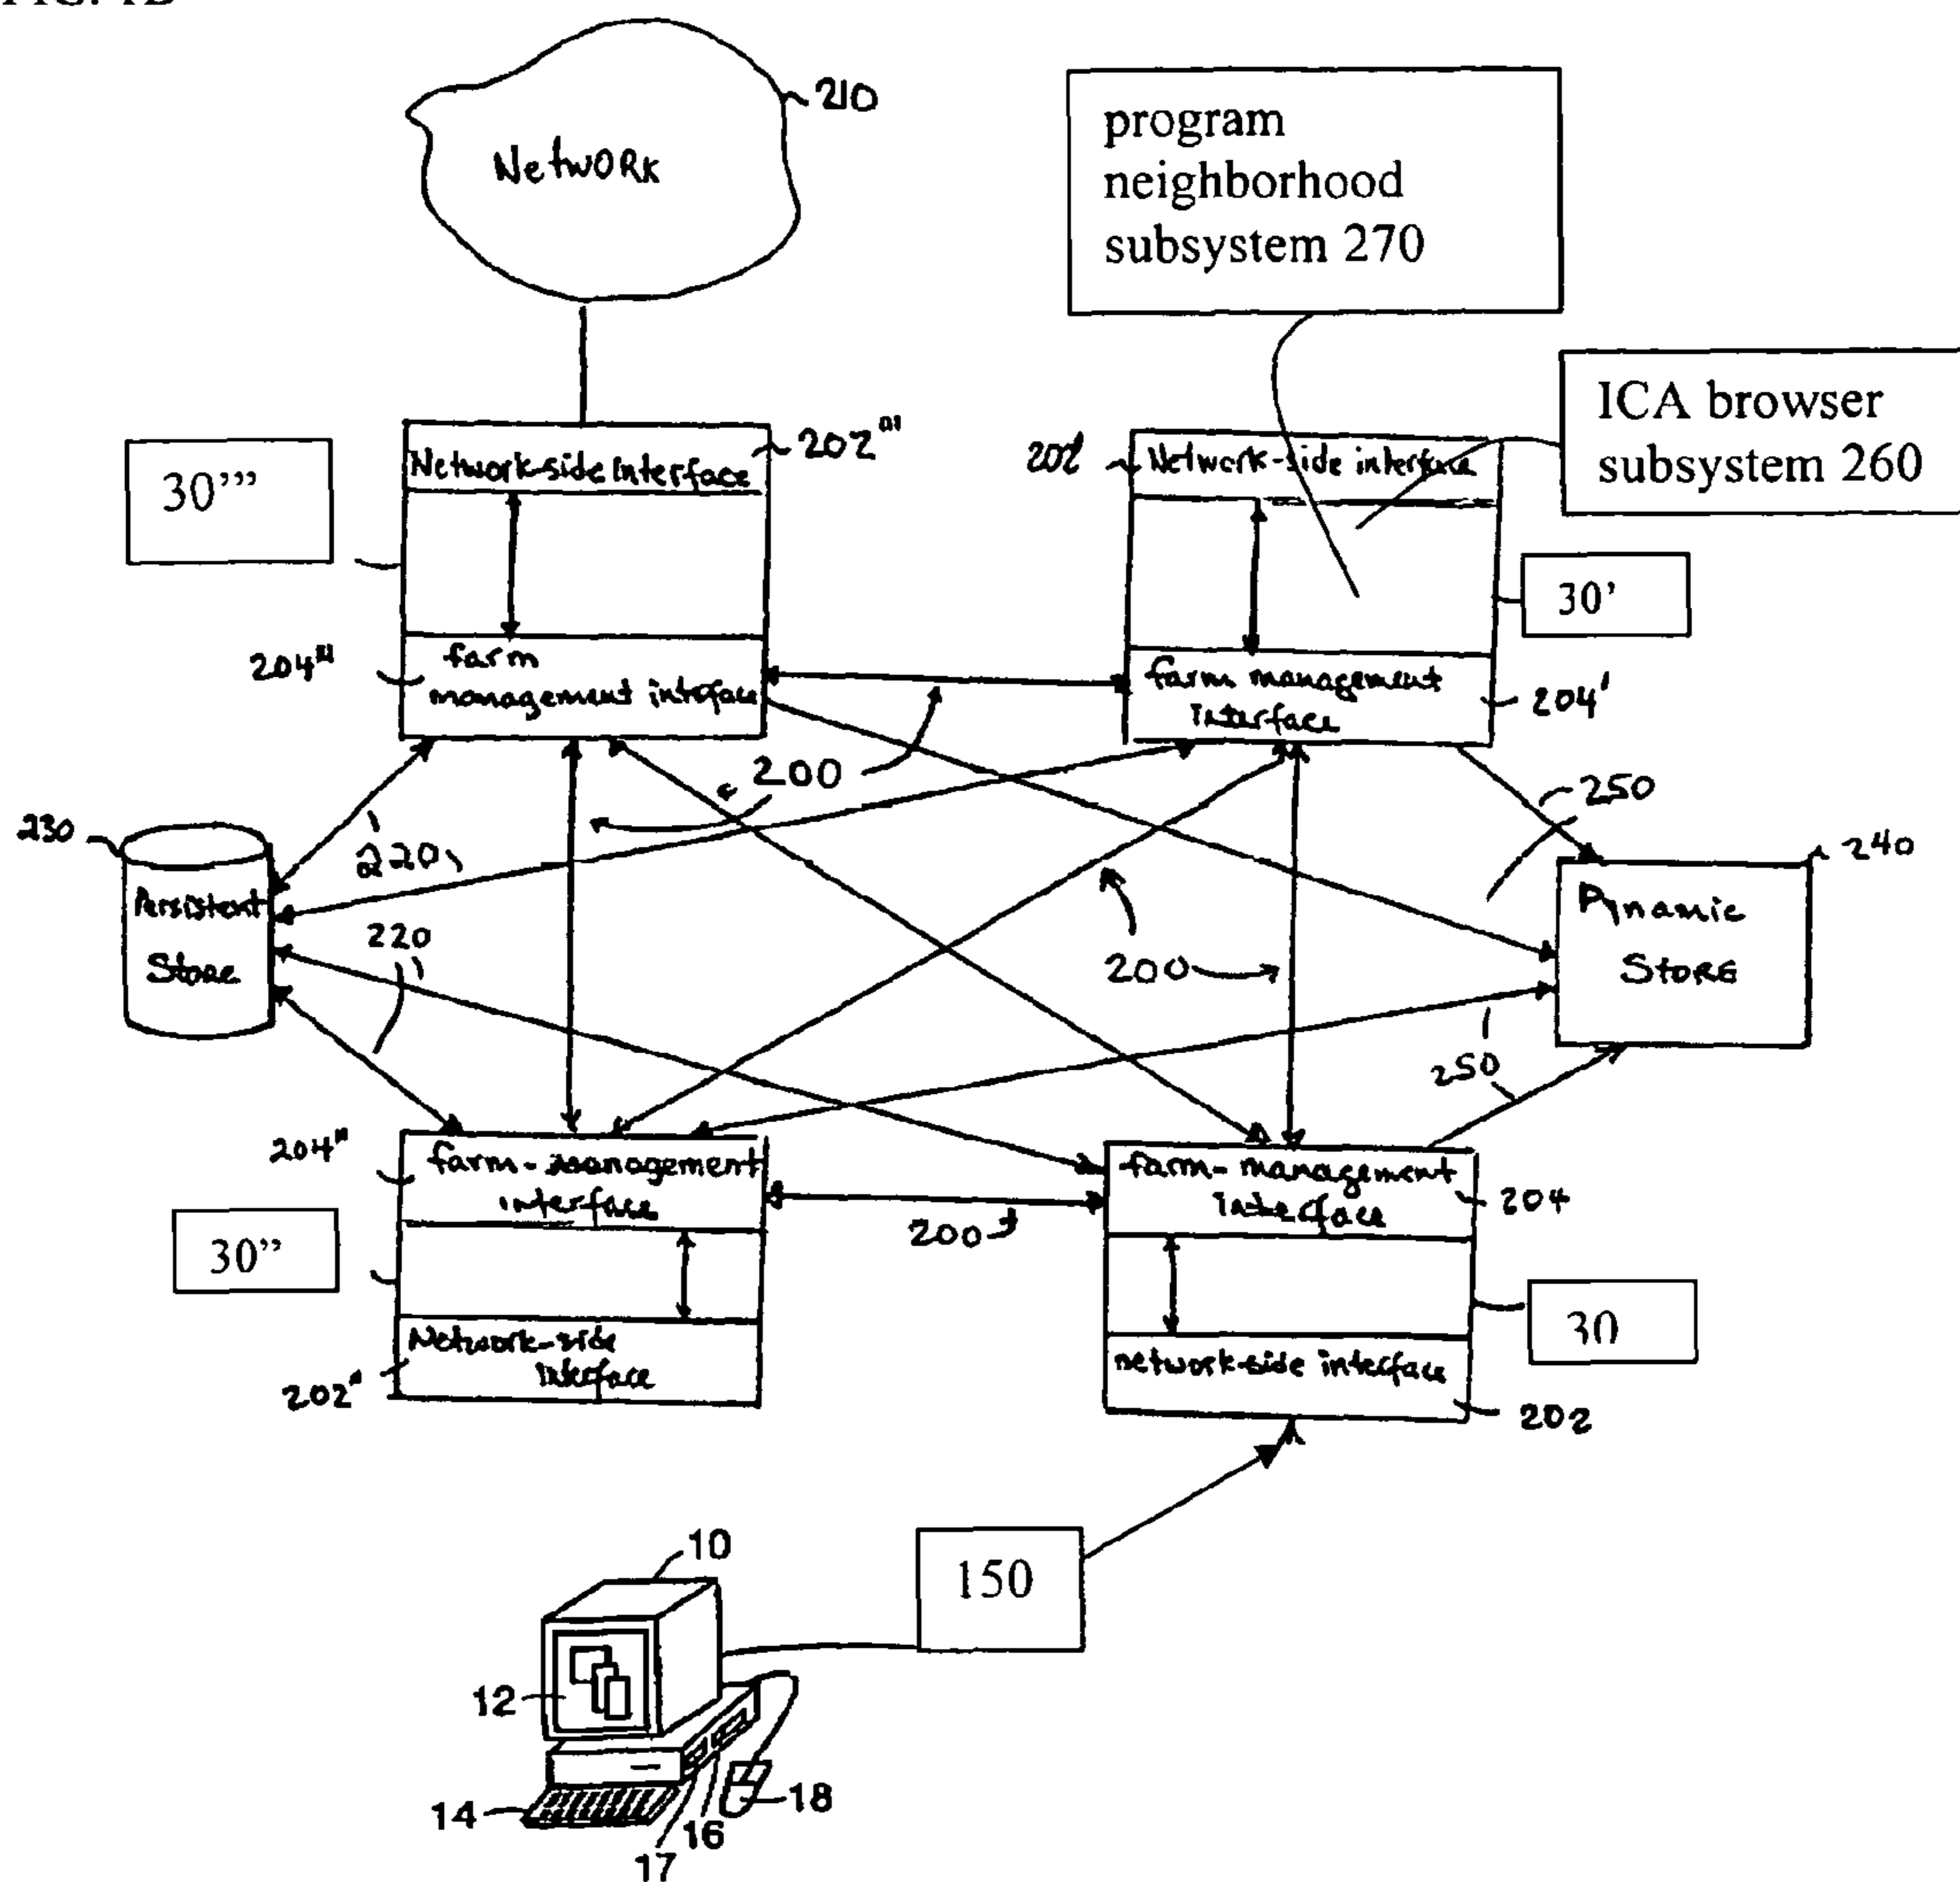 210
Network
program
neighborhood
subsystem 270
ICA browser
subsystem 260
30'''
Network-side Interface
202'''
202'
Network-side interface
30'
204'''
farm
management interface
farm management
interface
204'
200
250
230
220
240
Persistent
Store
Dynamic
Store
220
200
250
204"
farm-management
interface
farm-management
interface
204
200
30"
30
Network-side
interface
202"
network-side interface
202
10
150
12
14
16
17
18